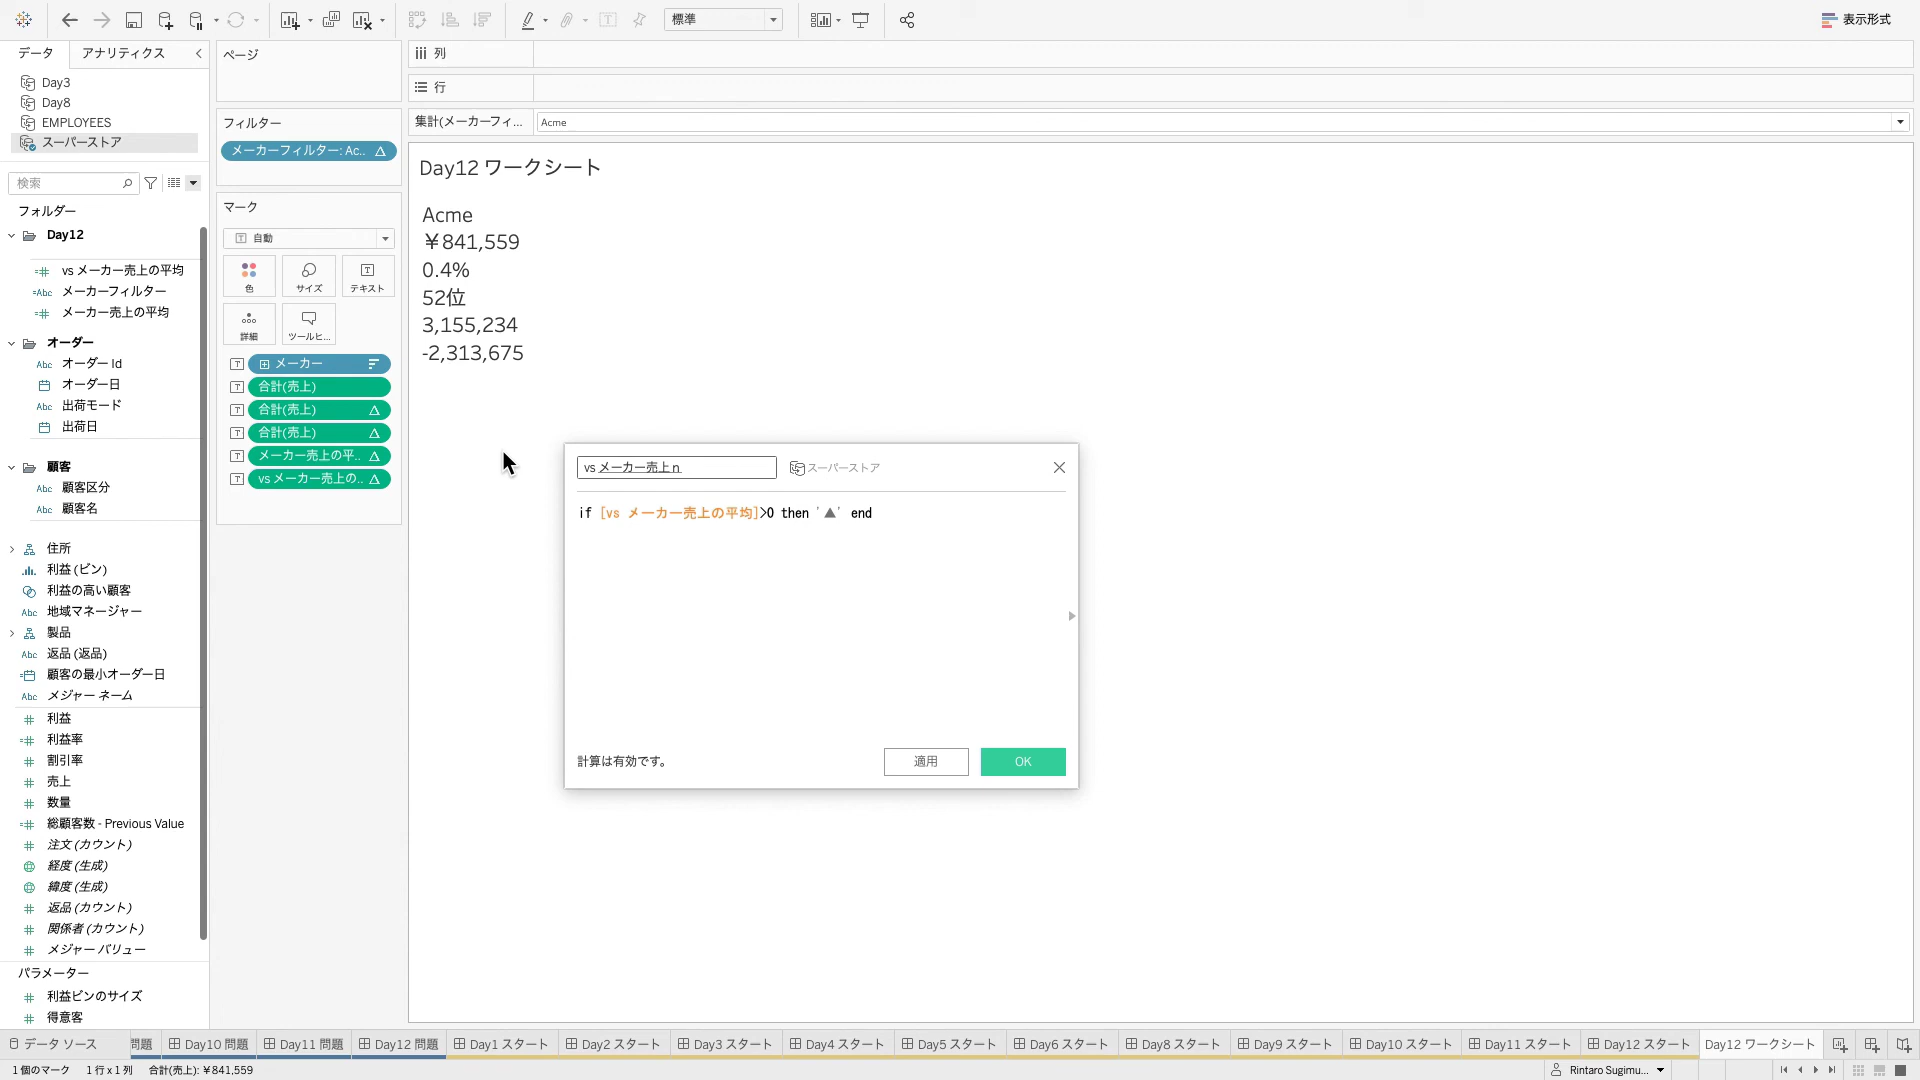 標準
表示形式
データ
アナリティクス
Day3
Day8
EMPLOYEES
スーパーストア
検索
フォルダー
Day12
vs メーカー売上の平均
Abc
メーカーフィルター
メーカー売上の平均
オーダー
Abc
オーダー Id
オーダー日
Abc
出荷モード
出荷日
顧客
Abc
顧客区分
Abc
顧客名
住所
利益 (ビン)
利益の高い顧客
Abc
地域マネージャー
製品
Abc
返品 (返品)
顧客の最小オーダー日
Abc
メジャー ネーム
利益
利益率
割引率
売上
数量
総顧客数 - Previous Value
注文 (カウント)
経度 (生成)
緯度 (生成)
返品 (カウント)
関係者 (カウント)
メジャー バリュー
パラメーター
利益ビンのサイズ
得意客
ページ
フィルター
メーカーフィルター: Ac..
マーク
自動
色
サイズ
テキスト
詳細
ツールヒ...
メーカー
合計(売上)
合計(売上)
合計(売上)
メーカー売上の平..
vs メーカー売上の..
列
行
集計(メーカーフィ...
Acme
Day12 ワークシート
Acme
￥841,559
0.4%
52位
3,155,234
-2,313,675
vs メーカー売上ｎ
スーパーストア
if [vs メーカー売上の平均]>0 then '▲' end
計算は有効です。
適用
OK
データ ソース
問題
Day10 問題
Day11 問題
Day12 問題
Day1 スタート
Day2 スタート
Day3 スタート
Day4 スタート
Day5 スタート
Day6 スタート
Day8 スタート
Day9 スタート
Day10 スタート
Day11 スタート
Day12 スタート
Day12 ワークシート
1 個のマーク
1 行 x 1 列
合計(売上): ￥841,559
Rintaro Sugimu...